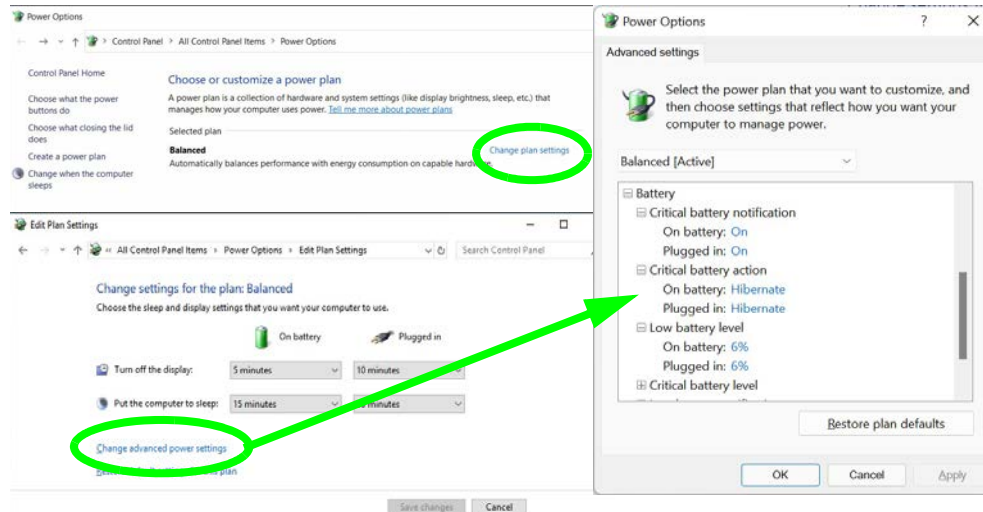 Power Options
Control Panel > All Control Panel Items > Power Options
Control Panel Home
Choose what the power
buttons do
Choose what closing the lid
does
Create a power plan
Change when the computer
sleeps
Choose or customize a power plan
A power plan is a collection of hardware and system settings (like display brightness, sleep, etc.) that
manages how your computer uses power. Tell me more about power plans
Selected plan
Balanced
Change plan settings
Automatically balances performance with energy consumption on capable hardware.
Edit Plan Settings
« All Control Panel Items > Power Options > Edit Plan Settings
Search Control Panel
Change settings for the plan: Balanced
Choose the sleep and display settings that you want your computer to use.
On battery
Plugged in
Turn off the display:
5 minutes
10 minutes
Put the computer to sleep:
15 minutes
minutes
Change advanced power settings
plan
Save changes
Cancel
Power Options
?
X
Advanced settings
Select the power plan that you want to customize, and
then choose settings that reflect how you want your
computer to manage power.
Balanced [Active]
Battery
Critical battery notification
On battery: On
Plugged in: On
Critical battery action
On battery: Hibernate
Plugged in: Hibernate
Low battery level
On battery: 6%
Plugged in: 6%
Critical battery level
Restore plan defaults
OK
Cancel
Apply